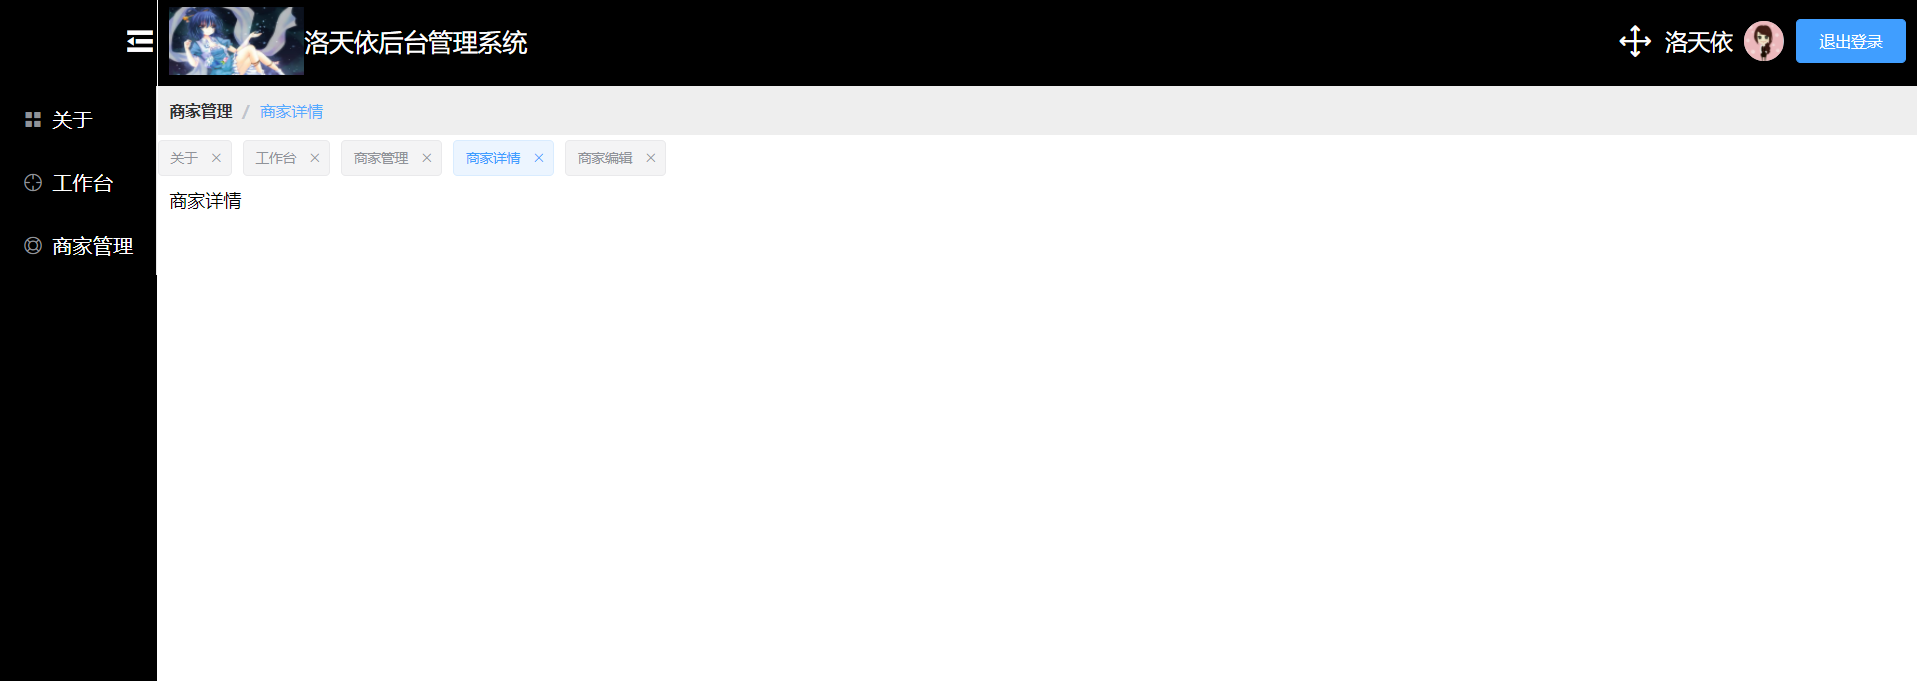 洛天依后台管理系统
洛天依
退出登录
关于
工作台
商家管理
商家管理 / 商家详情
关于 工作台 商家管理 商家详情 商家编辑
商家详情